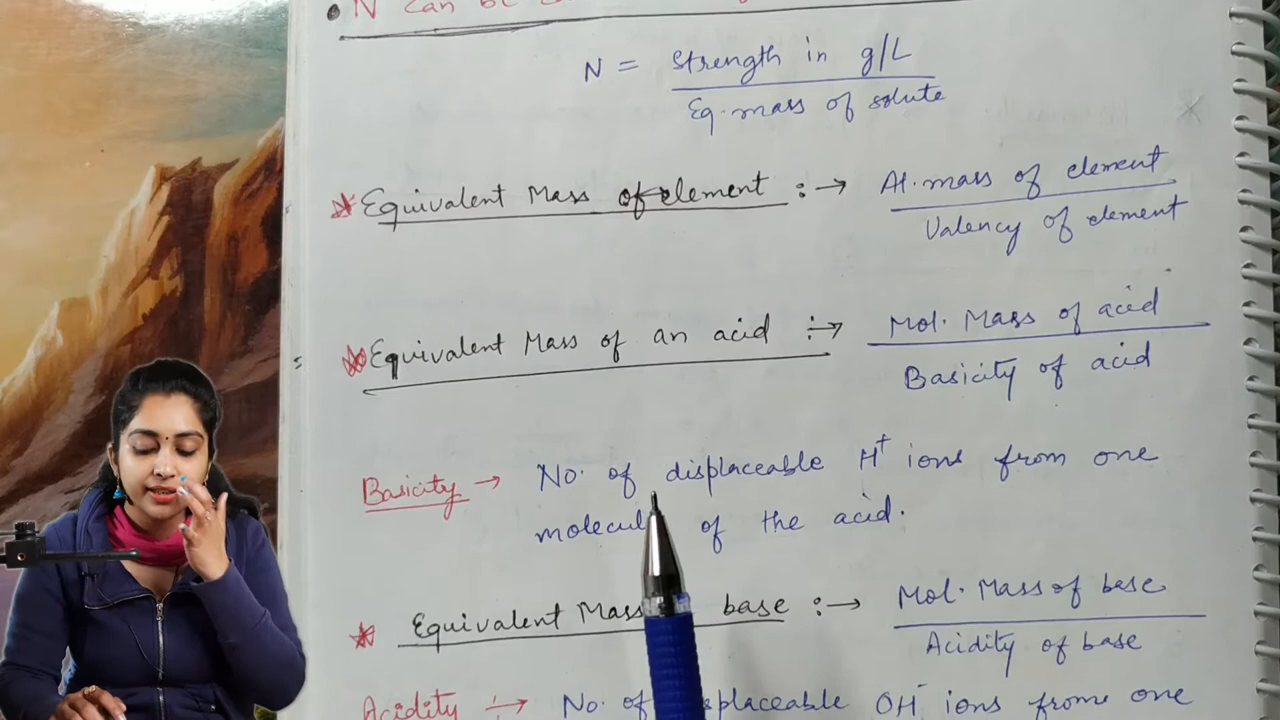 • N can be
N = Strength in g/L
Eq. mass of solute
Equivalent Mass of element :→ At. mass of element
Valency of element
Equivalent Mass of an acid :→ Mol. Mass of acid
Basicity of acid
Basicity → No. of displaceable H+ ions from one
molecul of the acid.
Equivalent Mass base :→ Mol. Mass of base
Acidity of base
Acidity :→ No. of placeable OH- ions frome one